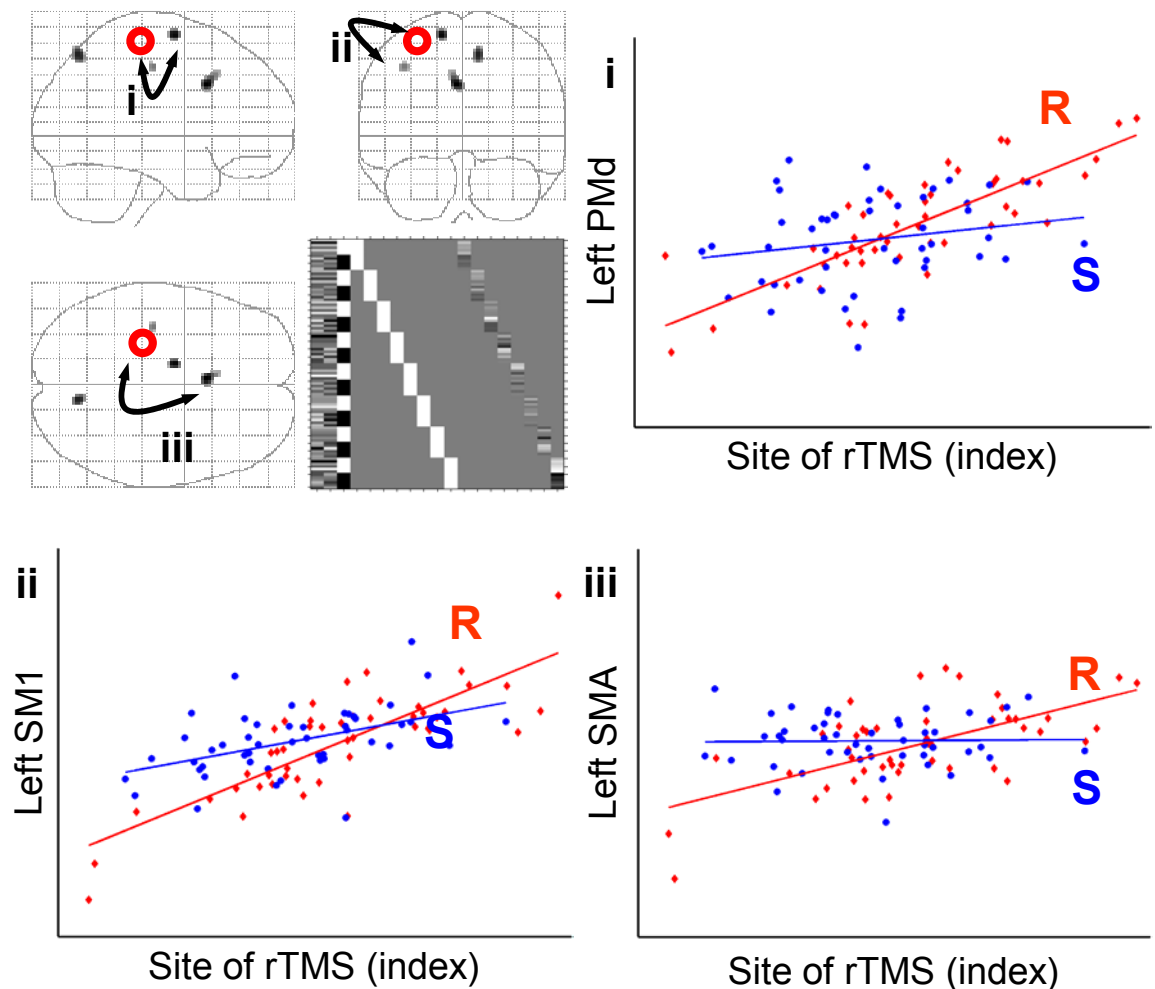 i
ii
iii
i
R
S
Left PMd
Site of rTMS (index)
ii
R
S
Left SM1
Site of rTMS (index)
iii
R
S
Left SMA
Site of rTMS (index)